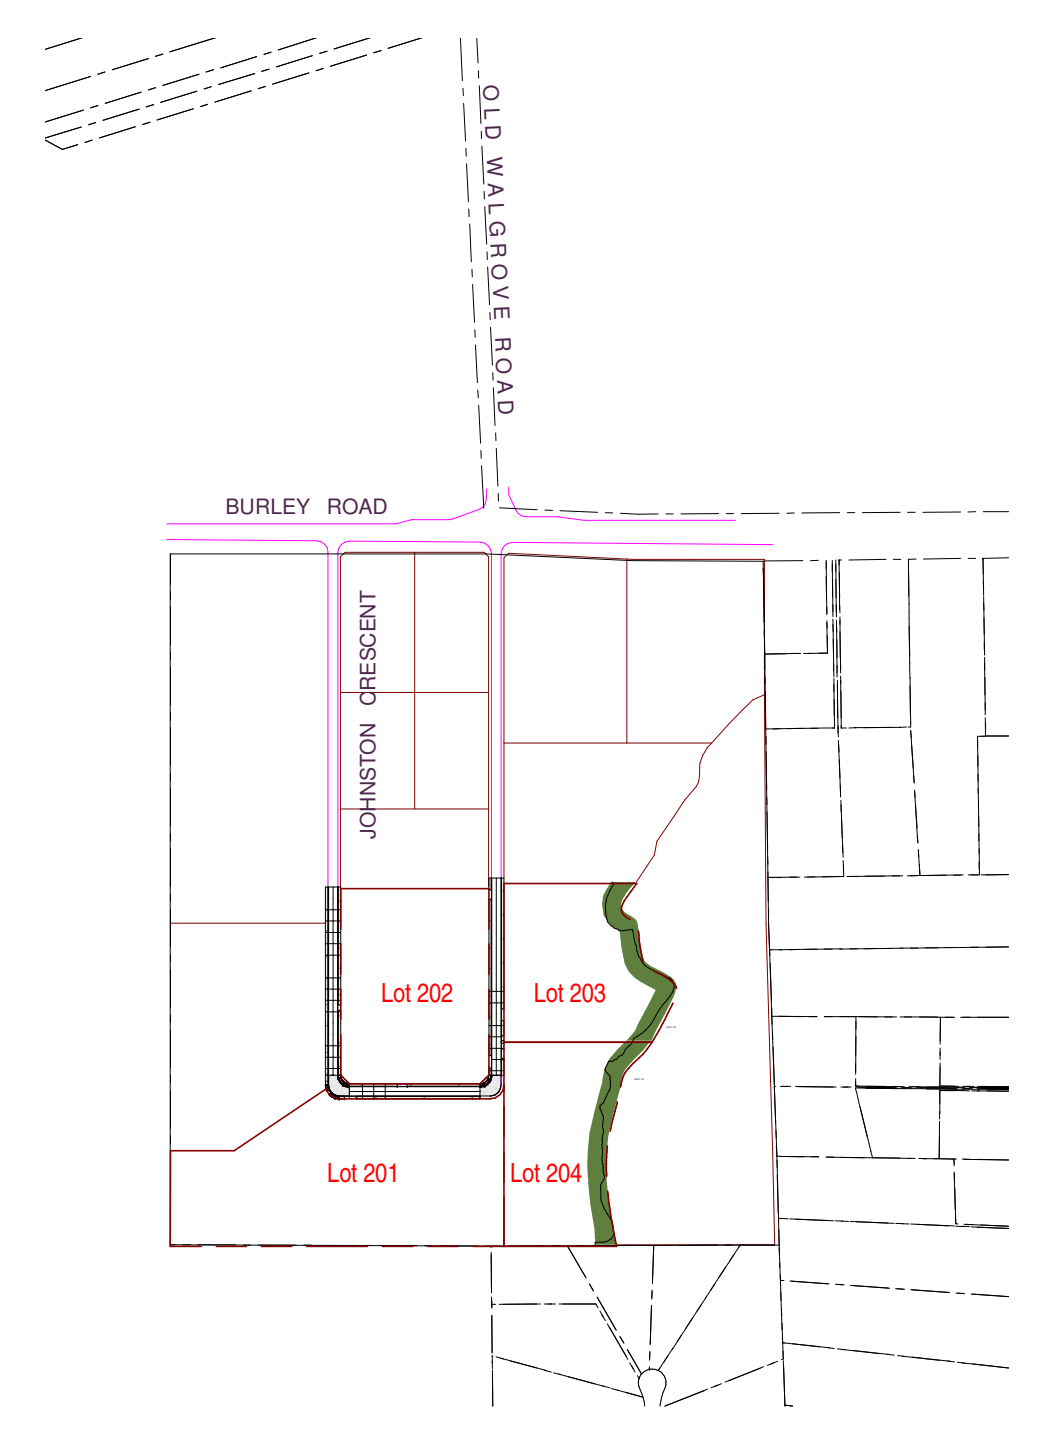 OLD WALGROVE ROAD
BURLEY ROAD
JOHNSTON CRESCENT
Lot 202
Lot 203
Lot 201
Lot 204